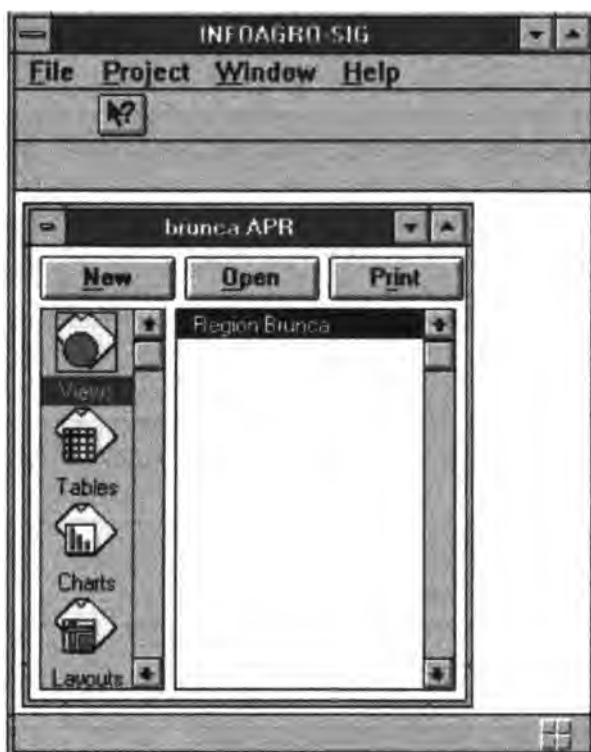 INFOAGRO-SIG
File Project Window Help
?
brunca.APR
New Open Print
Region Brunca
Views
Tables
Charts
Layouts